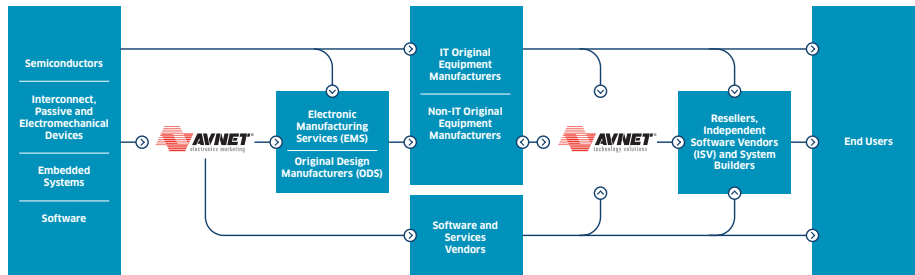 Semiconductors
Interconnect,
Passive and
Electromechanical
Devices
Embedded
Systems
Software
AVNET®
electronics marketing
Electronic
Manufacturing
Services (EMS)
Original Design
Manufacturers (ODS)
IT Original
Equipment
Manufacturers
Non-IT Original
Equipment
Manufacturers
Software and
Services
Vendors
AVNET®
technology solutions
Resellers,
Independent
Software Vendors
(ISV) and System
Builders
End Users